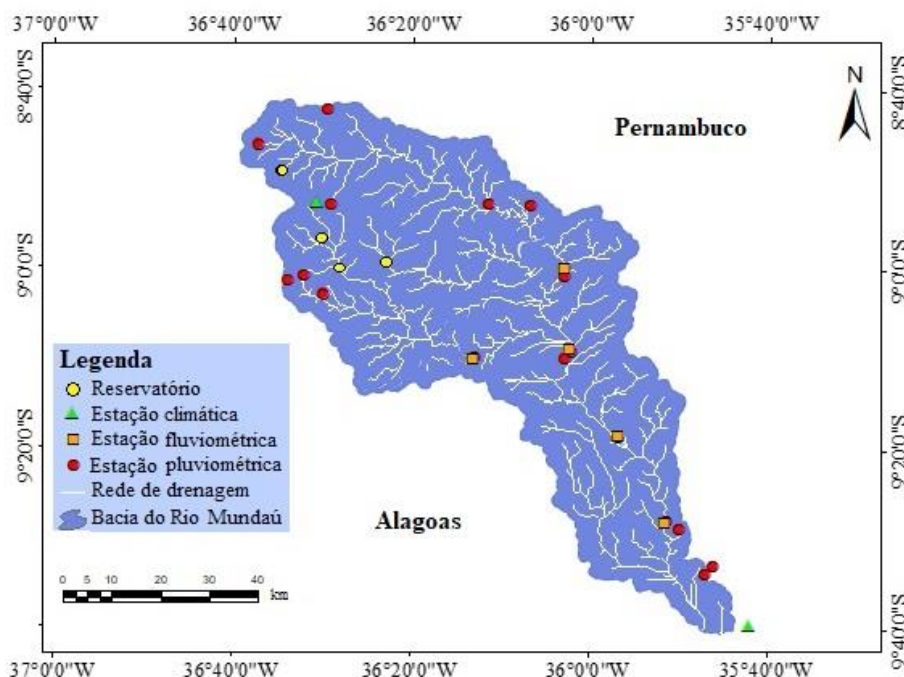 37°0'0"W 36°40'0"W 36°20'0"W 36°0'0"W 35°40'0"W
8°40'0"S 8°40'0"S
N
Pernambuco
9°0'0"S 9°0'0"S
Legenda
Reservatório
Estação climática
Estação fluviométrica
Estação pluviométrica
Rede de drenagem
Bacia do Rio Mundaú
9°20'0"S 9°20'0"S
Alagoas
0 5 10 20 30 40
km
9°40'0"S
37°0'0"W 36°40'0"W 36°20'0"W 36°0'0"W 35°40'0"W